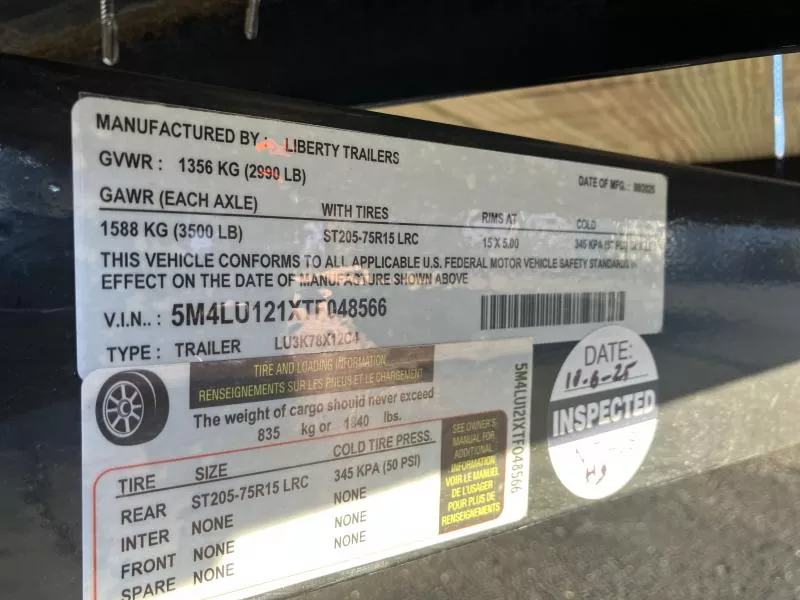 MANUFACTURED BY : LIBERTY TRAILERS
GVWR : 1356 KG (2990 LB)
DATE OF MFG. : 08/2025
GAWR (EACH AXLE) WITH TIRES RIMS AT COLD
1588 KG (3500 LB) ST205-75R15 LRC 15 X 5.00 345 KPA
THIS VEHICLE CONFORMS TO ALL APPLICABLE U.S. FEDERAL MOTOR VEHICLE SAFETY STANDARDS IN
EFFECT ON THE DATE OF MANUFACTURE SHOWN ABOVE
V.I.N.. : 5M4LU121XTF048566
TYPE : TRAILER LU3K78X12C4
TIRE AND LOADING INFORMATION
RENSEIGNEMENTS SUR LES PNEUS ET LE CHARGEMENT
The weight of cargo should never exceed
835 kg or 1840 lbs.
TIRE SIZE COLD TIRE PRESS.
REAR ST205-75R15 LRC 345 KPA (50 PSI)
INTER NONE NONE
FRONT NONE NONE
SPARE NONE NONE
SEE OWNER'S
MANUAL FOR
ADDITIONAL
INFORMATION
VOIR LE MANUEL
DE L'USAGER
POUR PLUS DE
RENSEIGNEMENTS
5M4LU121XTF048566
DATE:
10-6-25
INSPECTED